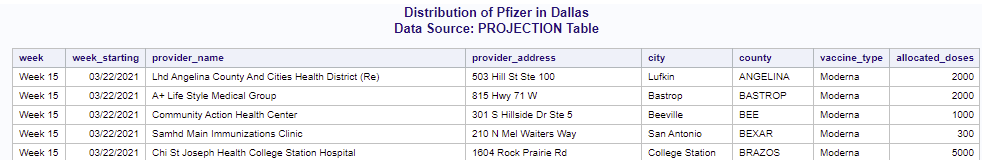 Distribution of Pfizer in Dallas
Data Source: PROJECTION Table
week week_starting provider_name provider_address city county vaccine_type allocated_doses
Week 15 03/22/2021 Lhd Angelina County And Cities Health District (Re) 503 Hill St Ste 100 Lufkin ANGELINA Moderna 2000
Week 15 03/22/2021 A+ Life Style Medical Group 815 Hwy 71 W Bastrop BASTROP Moderna 2000
Week 15 03/22/2021 Community Action Health Center 301 S Hillside Dr Ste 5 Beeville BEE Moderna 1000
Week 15 03/22/2021 Samhd Main Immunizations Clinic 210 N Mel Waiters Way San Antonio BEXAR Moderna 300
Week 15 03/22/2021 Chi St Joseph Health College Station Hospital 1604 Rock Prairie Rd College Station BRAZOS Moderna 5000